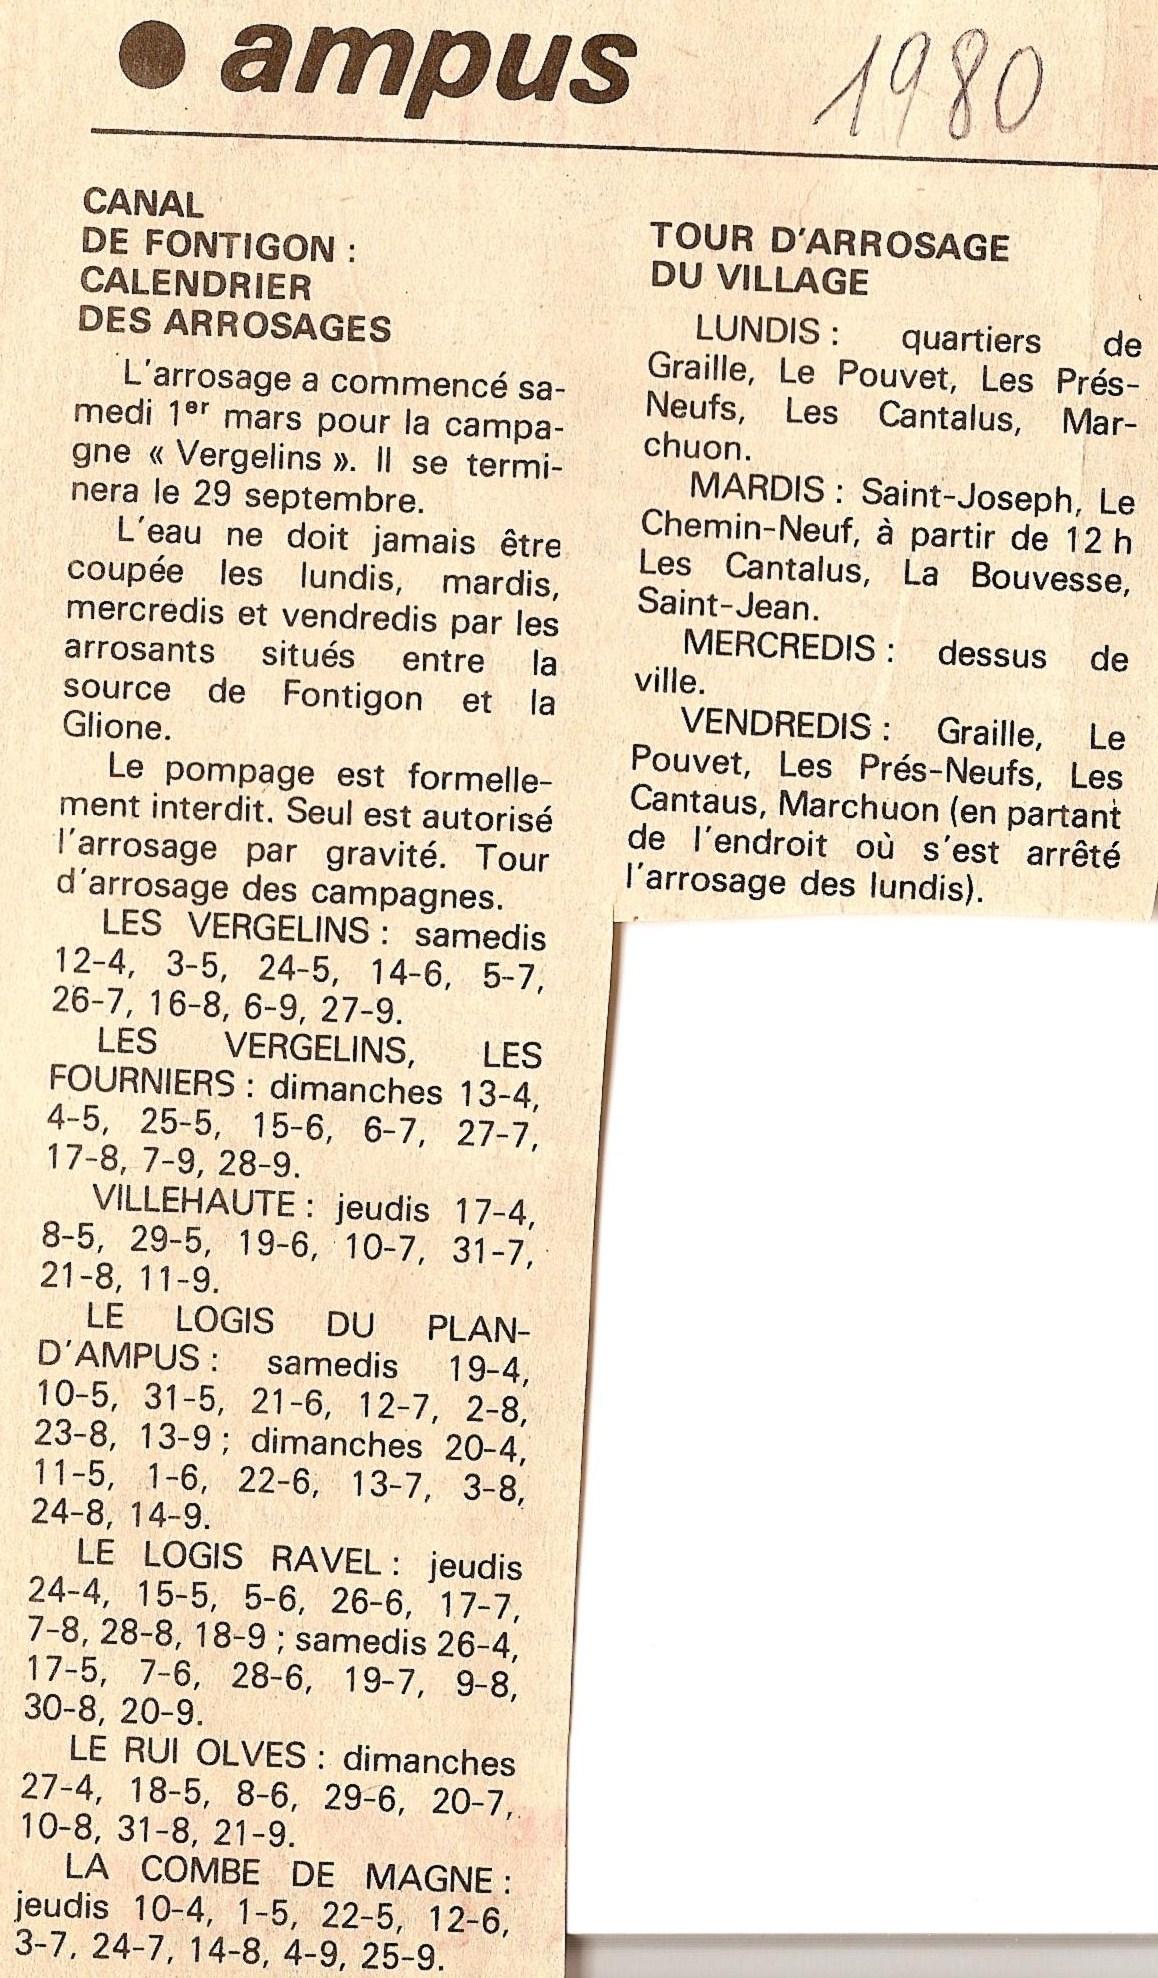 ● ampus
1980
CANAL
DE FONTIGON :
CALENDRIER
DES ARROSAGES
L'arrosage a commencé sa-
medi 1er mars pour la campa-
gne « Vergelins ». Il se termi-
nera le 29 septembre.
L'eau ne doit jamais être
coupée les lundis, mardis,
mercredis et vendredis par les
arrosants situés entre la
source de Fontigon et la
Glione.
Le pompage est formelle-
ment interdit. Seul est autorisé
l'arrosage par gravité. Tour
d'arrosage des campagnes.
LES VERGELINS : samedis
12-4, 3-5, 24-5, 14-6, 5-7,
26-7, 16-8, 6-9, 27-9.
LES VERGELINS, LES
FOURNIERS : dimanches 13-4,
4-5, 25-5, 15-6, 6-7, 27-7,
17-8, 7-9, 28-9.
VILLEHAUTE : jeudis 17-4,
8-5, 29-5, 19-6, 10-7, 31-7,
21-8, 11-9.
LE LOGIS DU PLAN-
D'AMPUS : samedis 19-4,
10-5, 31-5, 21-6, 12-7, 2-8,
23-8, 13-9 ; dimanches 20-4,
11-5, 1-6, 22-6, 13-7, 3-8,
24-8, 14-9.
LE LOGIS RAVEL : jeudis
24-4, 15-5, 5-6, 26-6, 17-7,
7-8, 28-8, 18-9 ; samedis 26-4,
17-5, 7-6, 28-6, 19-7, 9-8,
30-8, 20-9.
LE RUI OLVES : dimanches
27-4, 18-5, 8-6, 29-6, 20-7,
10-8, 31-8, 21-9.
LA COMBE DE MAGNE :
jeudis 10-4, 1-5, 22-5, 12-6,
3-7, 24-7, 14-8, 4-9, 25-9.
TOUR D'ARROSAGE
DU VILLAGE
LUNDIS : quartiers de
Graille, Le Pouvet, Les Prés-
Neufs, Les Cantalus, Mar-
chuon.
MARDIS : Saint-Joseph, Le
Chemin-Neuf, à partir de 12 h
Les Cantalus, La Bouvesse,
Saint-Jean.
MERCREDIS : dessus de
ville.
VENDREDIS : Graille, Le
Pouvet, Les Prés-Neufs, Les
Cantaus, Marchuon (en partant
de l'endroit où s'est arrêté
l'arrosage des lundis).